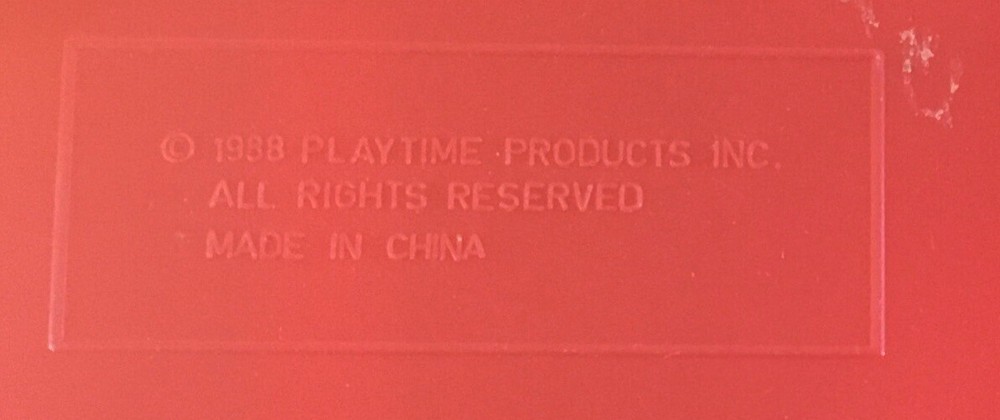 © 1988 PLAYTIME PRODUCTS INC.
ALL RIGHTS RESERVED
MADE IN CHINA